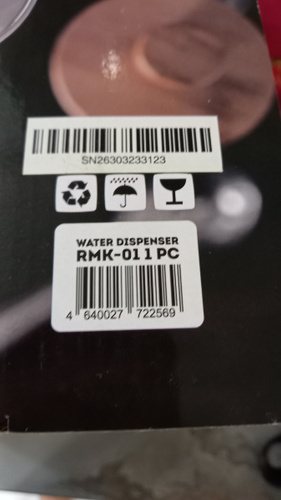 SN26303233123
WATER DISPENSER
RMK-01 1 PC
4 640027 722569